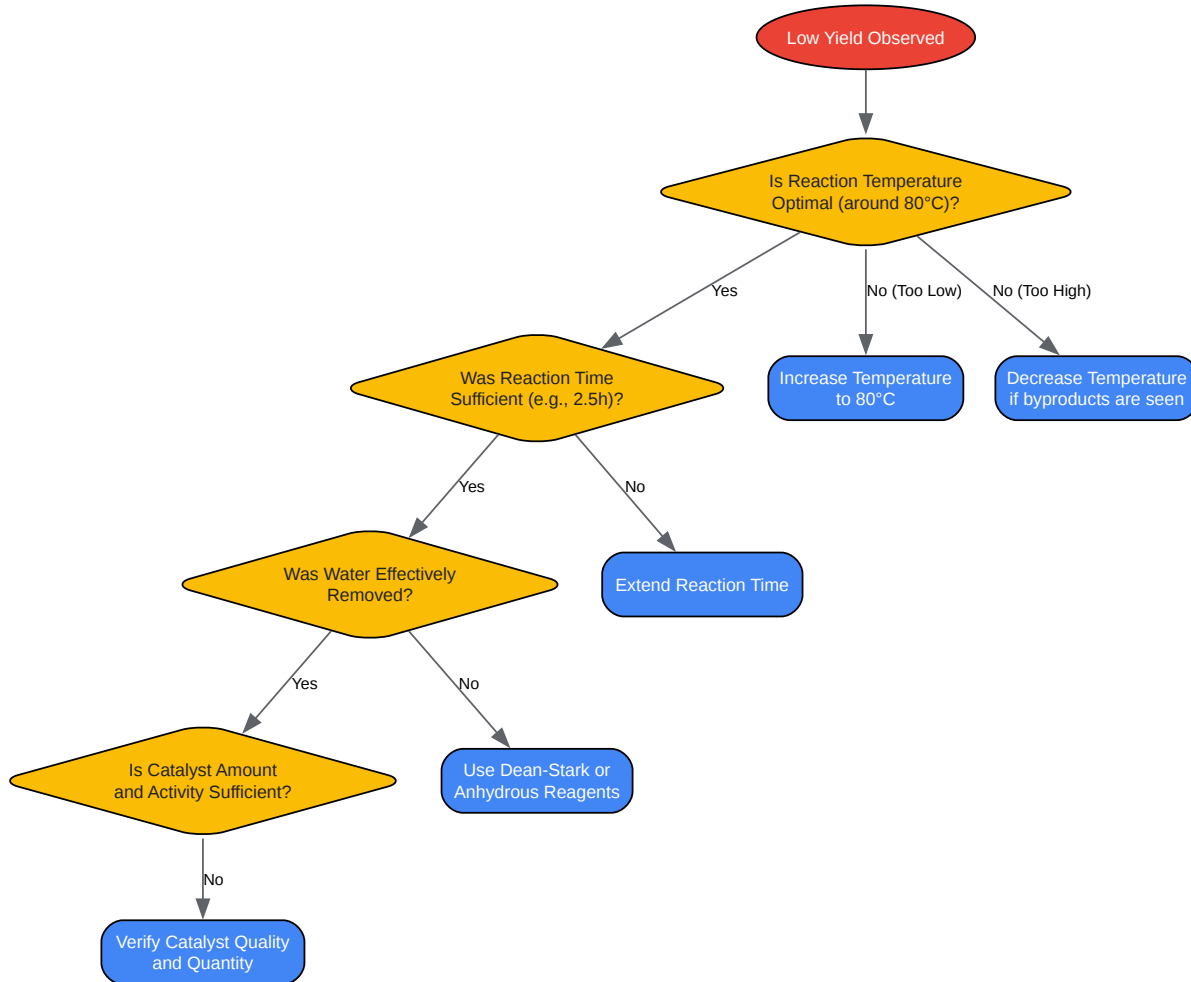 Low Yield Observed
Is Reaction Temperature
Optimal (around 80°C)?
Yes
No (Too Low)
No (Too High)
Was Reaction Time
Sufficient (e.g., 2.5h)?
Increase Temperature
to 80°C
Decrease Temperature
if byproducts are seen
Yes
No
Was Water Effectively
Removed?
Extend Reaction Time
Yes
No
Is Catalyst Amount
and Activity Sufficient?
Use Dean-Stark or
Anhydrous Reagents
No
Verify Catalyst Quality
and Quantity